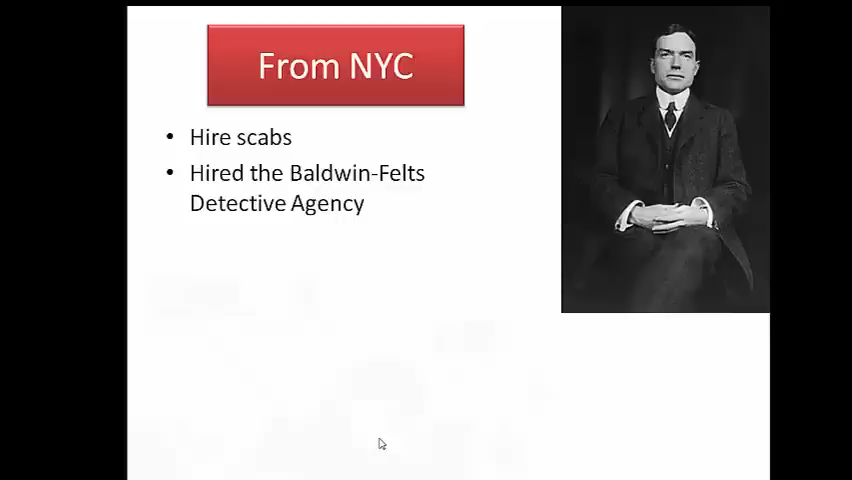 From NYC
• Hire scabs
• Hired the Baldwin-Felts
Detective Agency